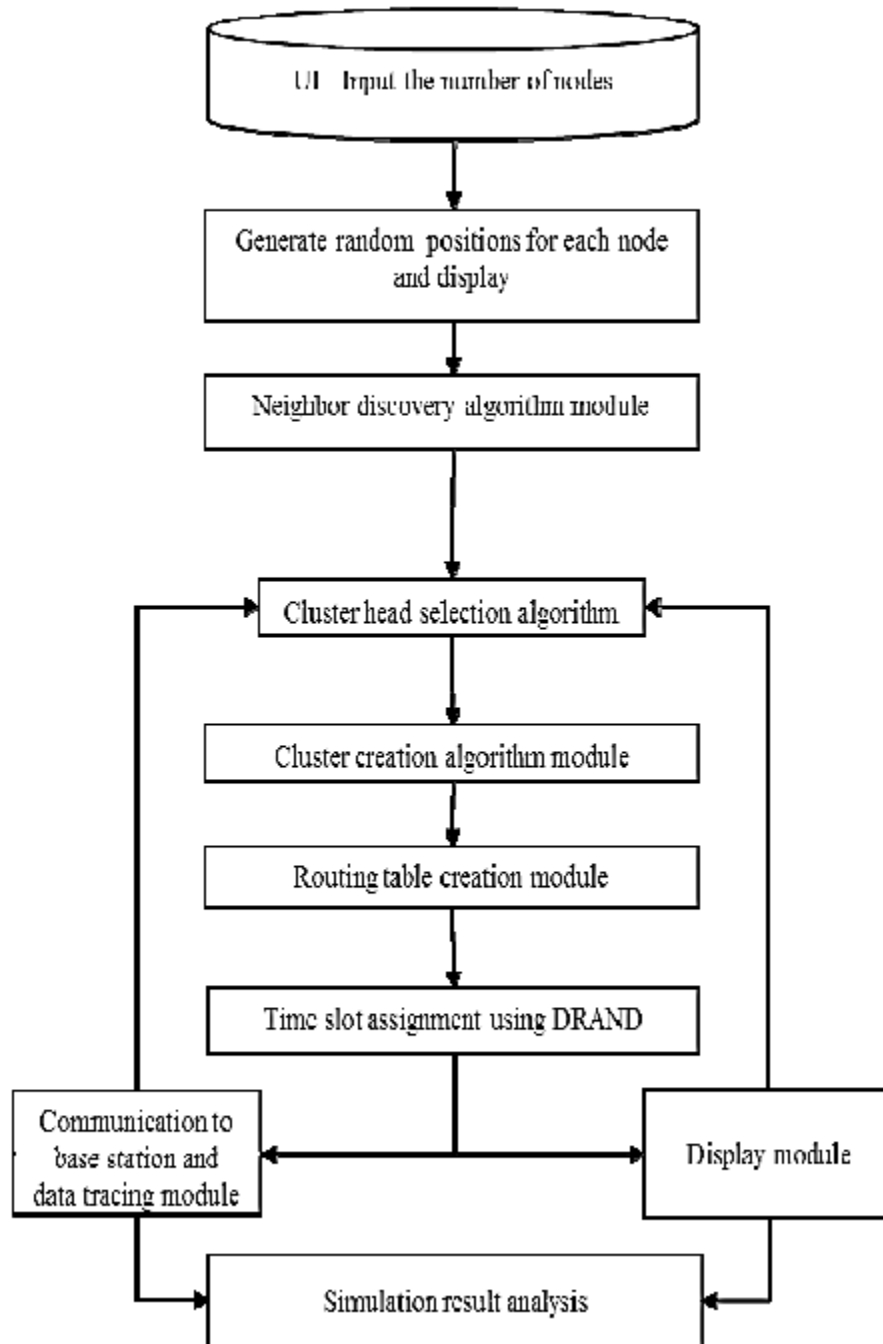 UI Input the number of nodes
Generate random positions for each node
and display
Neighbor discovery algorithm module
Cluster head selection algorithm
Cluster creation algorithm module
Routing table creation module
Time slot assignment using DRAND
Communication to
base station and
data tracing module
Display module
Simulation result analysis